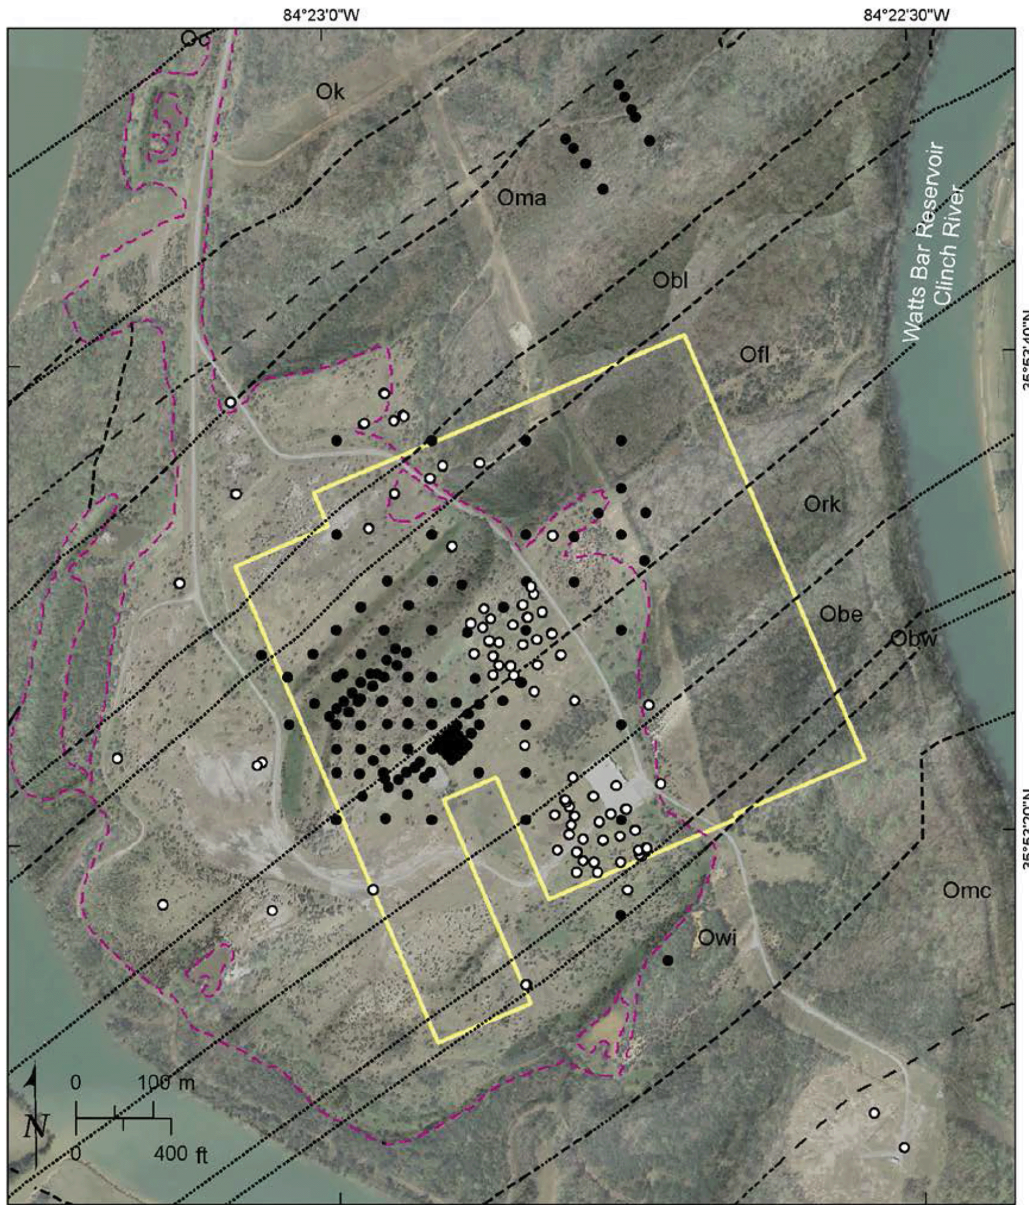 84°23'0"W
84°22'30"W
Oc
Ok
Oma
Watts Bar Reservoir
Clinch River
Obl
Ofl
35°53'40"N
Ork
Obe
Obw
35°53'20"N
Omc
Owi
0 100 m
N
0 400 ft